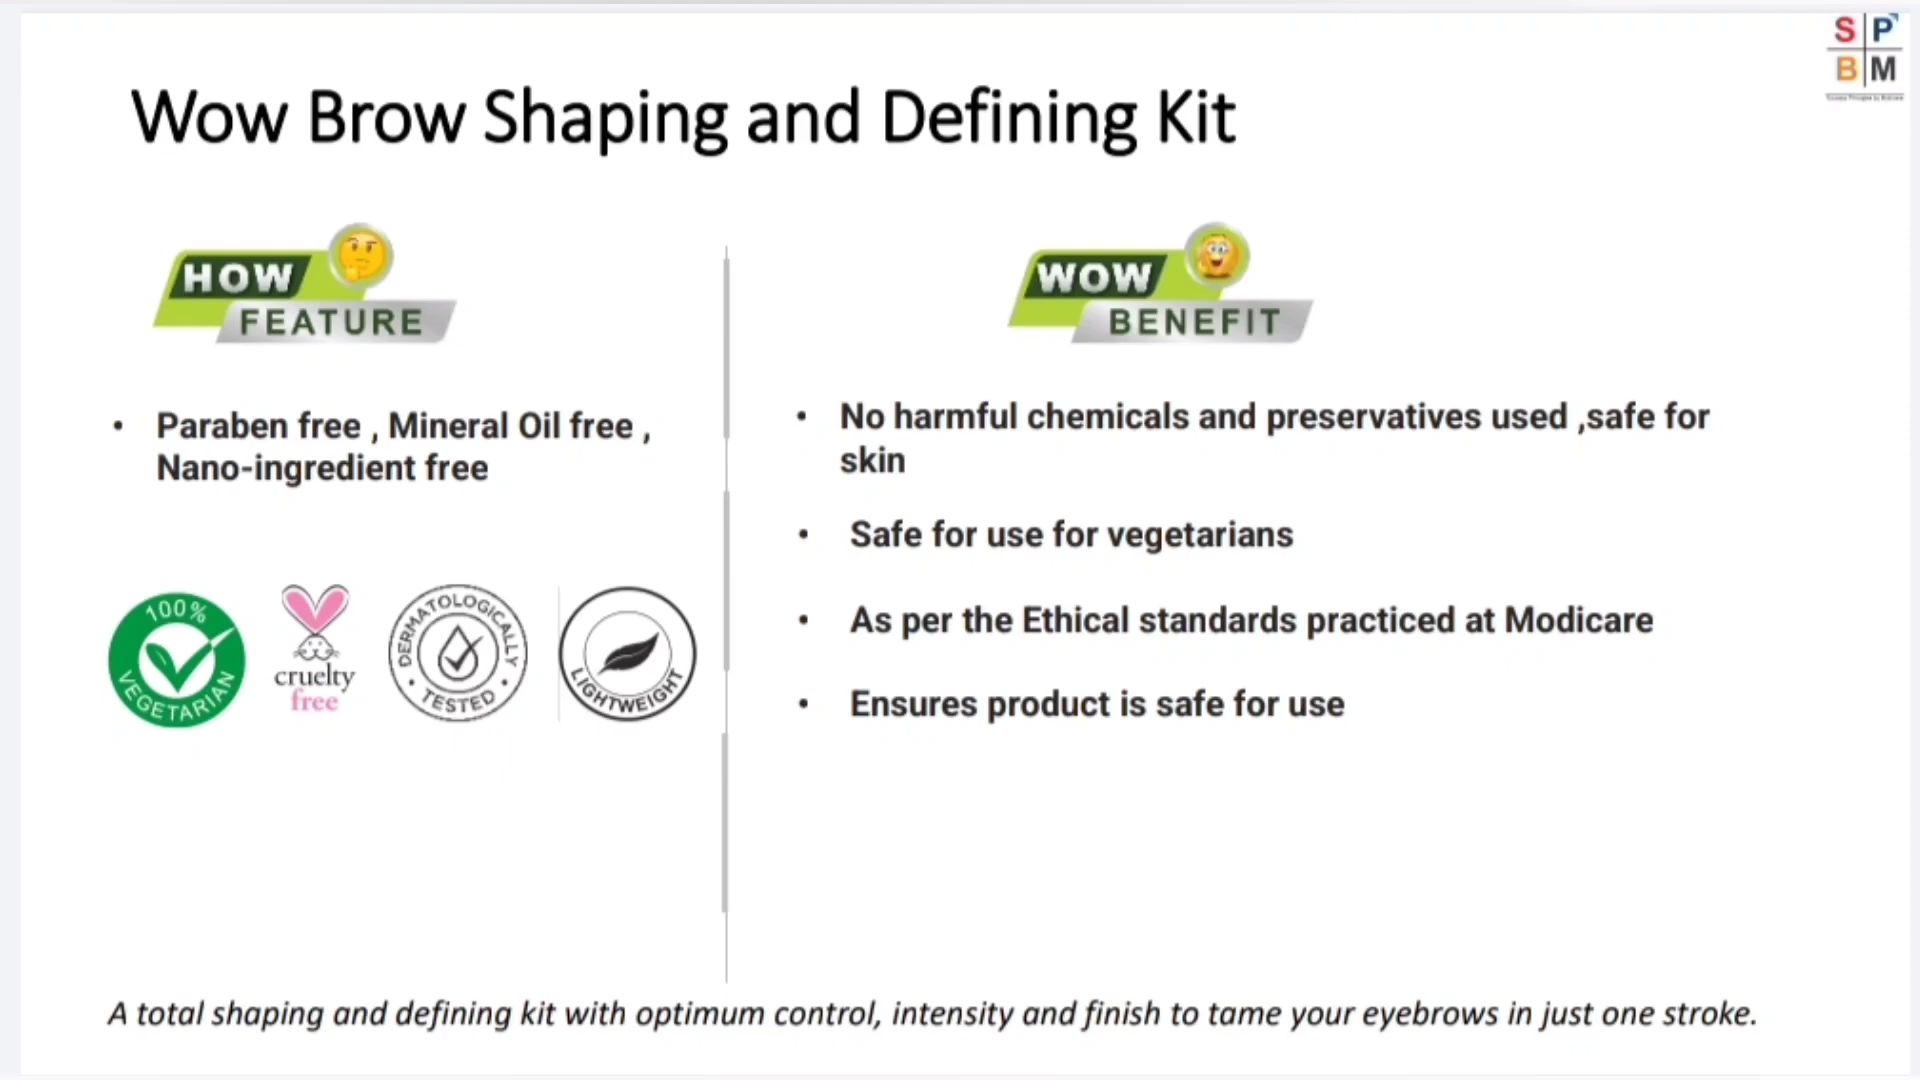 S P
B M
Wow Brow Shaping and Defining Kit
HOW
FEATURE
• Paraben free , Mineral Oil free ,
Nano-ingredient free
100%
VEGETARIAN
cruelty
free
DERMATOLOGICALLY
• TESTED •
LIGHTWEIGHT
WOW
BENEFIT
• No harmful chemicals and preservatives used ,safe for
skin
• Safe for use for vegetarians
• As per the Ethical standards practiced at Modicare
• Ensures product is safe for use
A total shaping and defining kit with optimum control, intensity and finish to tame your eyebrows in just one stroke.